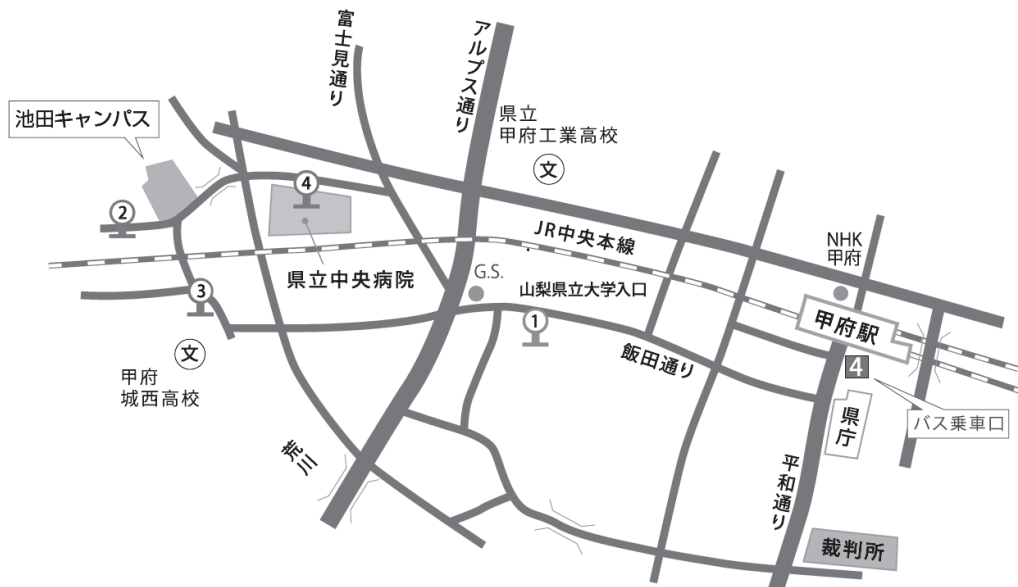 富士見通り
アルプス通り
池田キャンパス
県立
甲府工業高校
文
4
2
JR中央本線
NHK
甲府
県立中央病院
G.S.
山梨県立大学入口
3
1
甲府駅
文
飯田通り
4
甲府
城西高校
県庁
バス乗車口
荒川
平和通り
裁判所